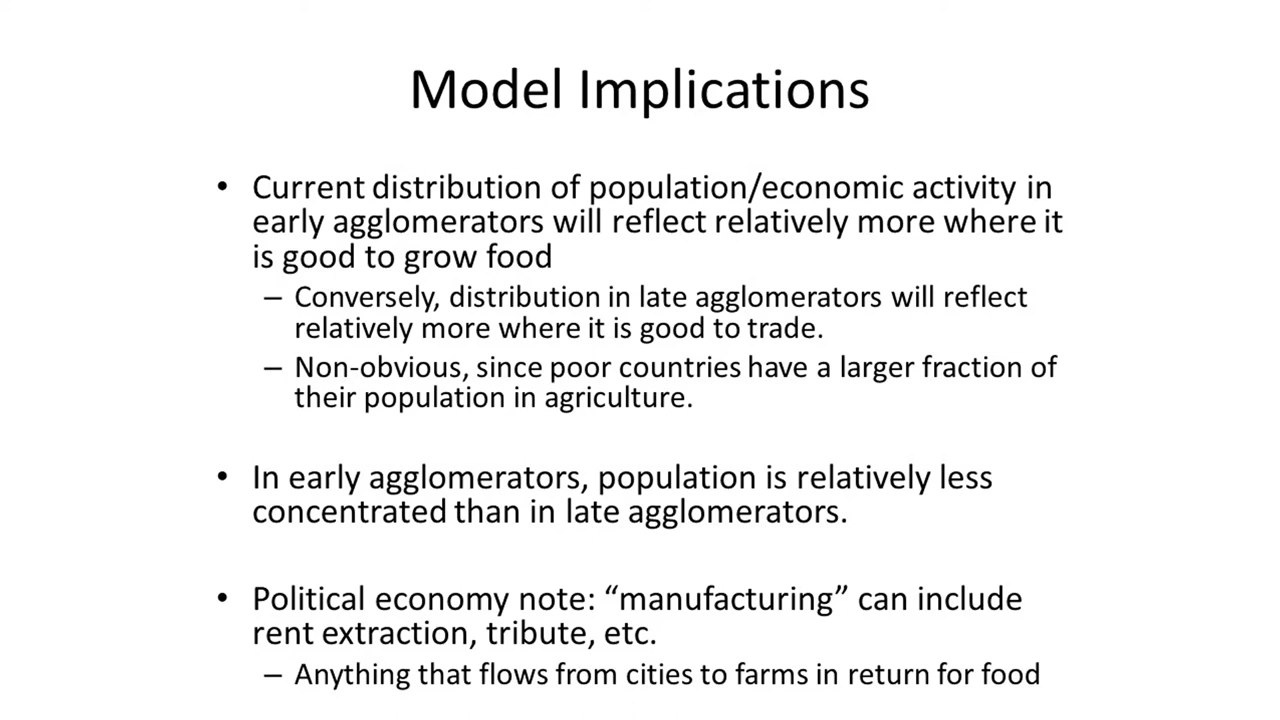 Model Implications
• Current distribution of population/economic activity in
early agglomerators will reflect relatively more where it
is good to grow food
– Conversely, distribution in late agglomerators will reflect
relatively more where it is good to trade.
– Non-obvious, since poor countries have a larger fraction of
their population in agriculture.
• In early agglomerators, population is relatively less
concentrated than in late agglomerators.
• Political economy note: “manufacturing” can include
rent extraction, tribute, etc.
– Anything that flows from cities to farms in return for food